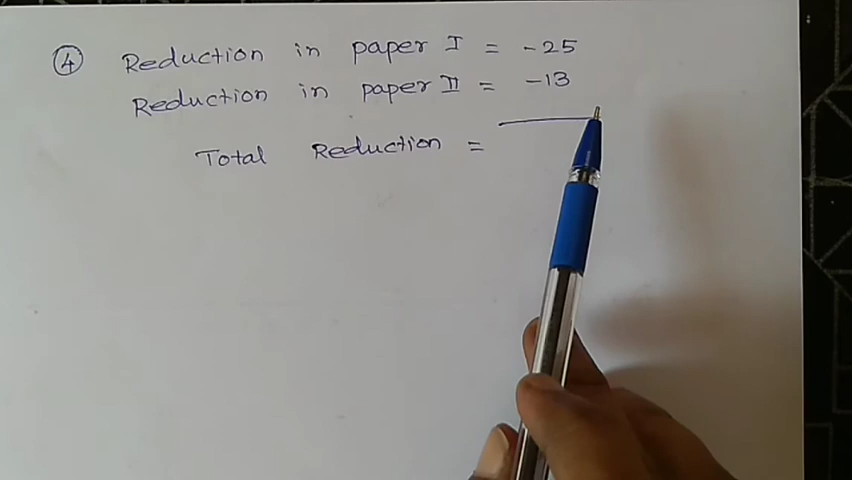 ④ Reduction in paper I = -25
Reduction in paper II = -13
Total Reduction =